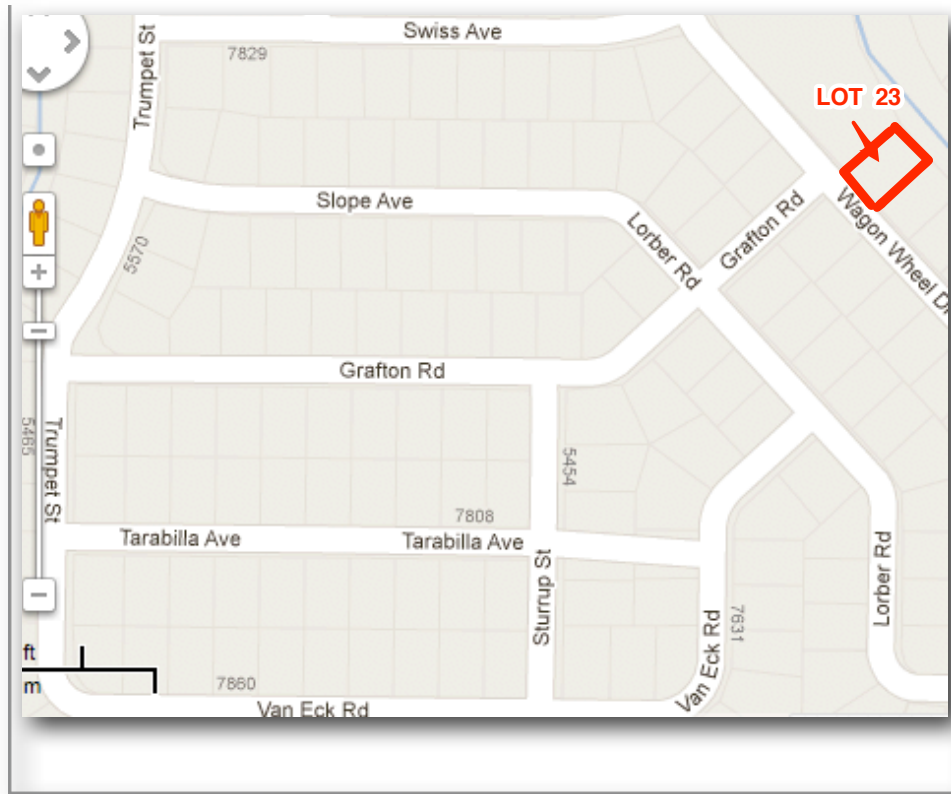 Swiss Ave
7829
Trumpet St
LOT 23
Slope Ave
Lorber Rd
Grafton Rd
Wagon Wheel Dr
5570
Grafton Rd
5465
Trumpet St
5454
7808
Tarabilla Ave
Tarabilla Ave
Sturrup St
Lorber Rd
7631
Van Eck Rd
ft
m
7860
Van Eck Rd